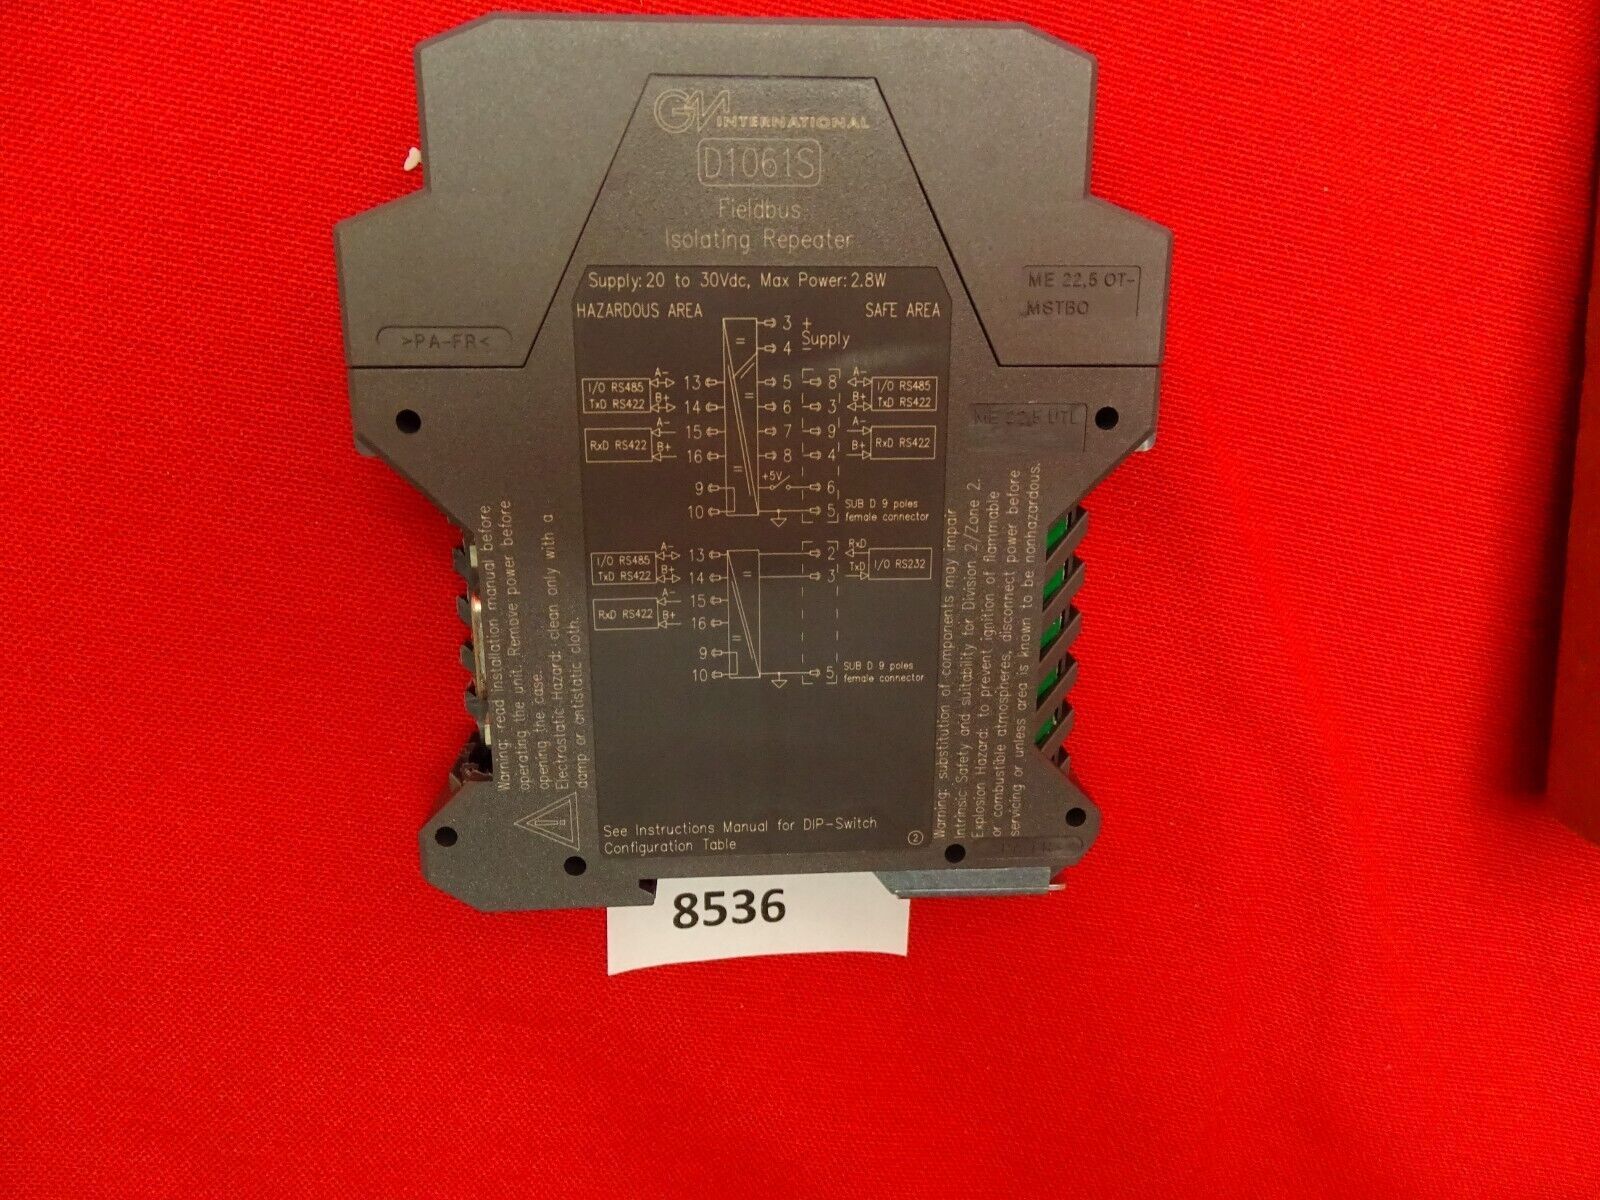 GM INTERNATIONAL
D1061S
Fieldbus
Isolating Repeater
Supply: 20 to 30Vdc, Max Power: 2.8W
HAZARDOUS AREA SAFE AREA
3 +
Supply
4 -
I/O RS485 A- 13 5 8 A- I/O RS485
TxD RS422 B+ 14 6 3 B+ TxD RS422
RxD RS422 A- 15 7 9 A- RxD RS422
B+ 16 8 4 B+
9 +5V 6
10 5 SUB D 9 poles
female connector
I/O RS485 A- 13 2 RxD I/O RS232
TxD RS422 B+ 14 3 TxD
RxD RS422 A- 15
B+ 16
9
10 5 SUB D 9 poles
female connector
See Instructions Manual for DIP-Switch
Configuration Table
2
>PA-FR<
ME 22,5 OT-
MSTBO
ME 22,5 UTL
Warning: read installation manual before
operating the unit. Remove power before
opening the case.
Electrostatic Hazard: clean only with a
damp or antistatic cloth.
Warning: substitution of components may impair
Intrinsic Safety and suitability for Division 2/Zone 2.
Explosion Hazard: to prevent ignition of flammable
or combustible atmospheres, disconnect power before
servicing or unless area is known to be nonhazardous.
8536